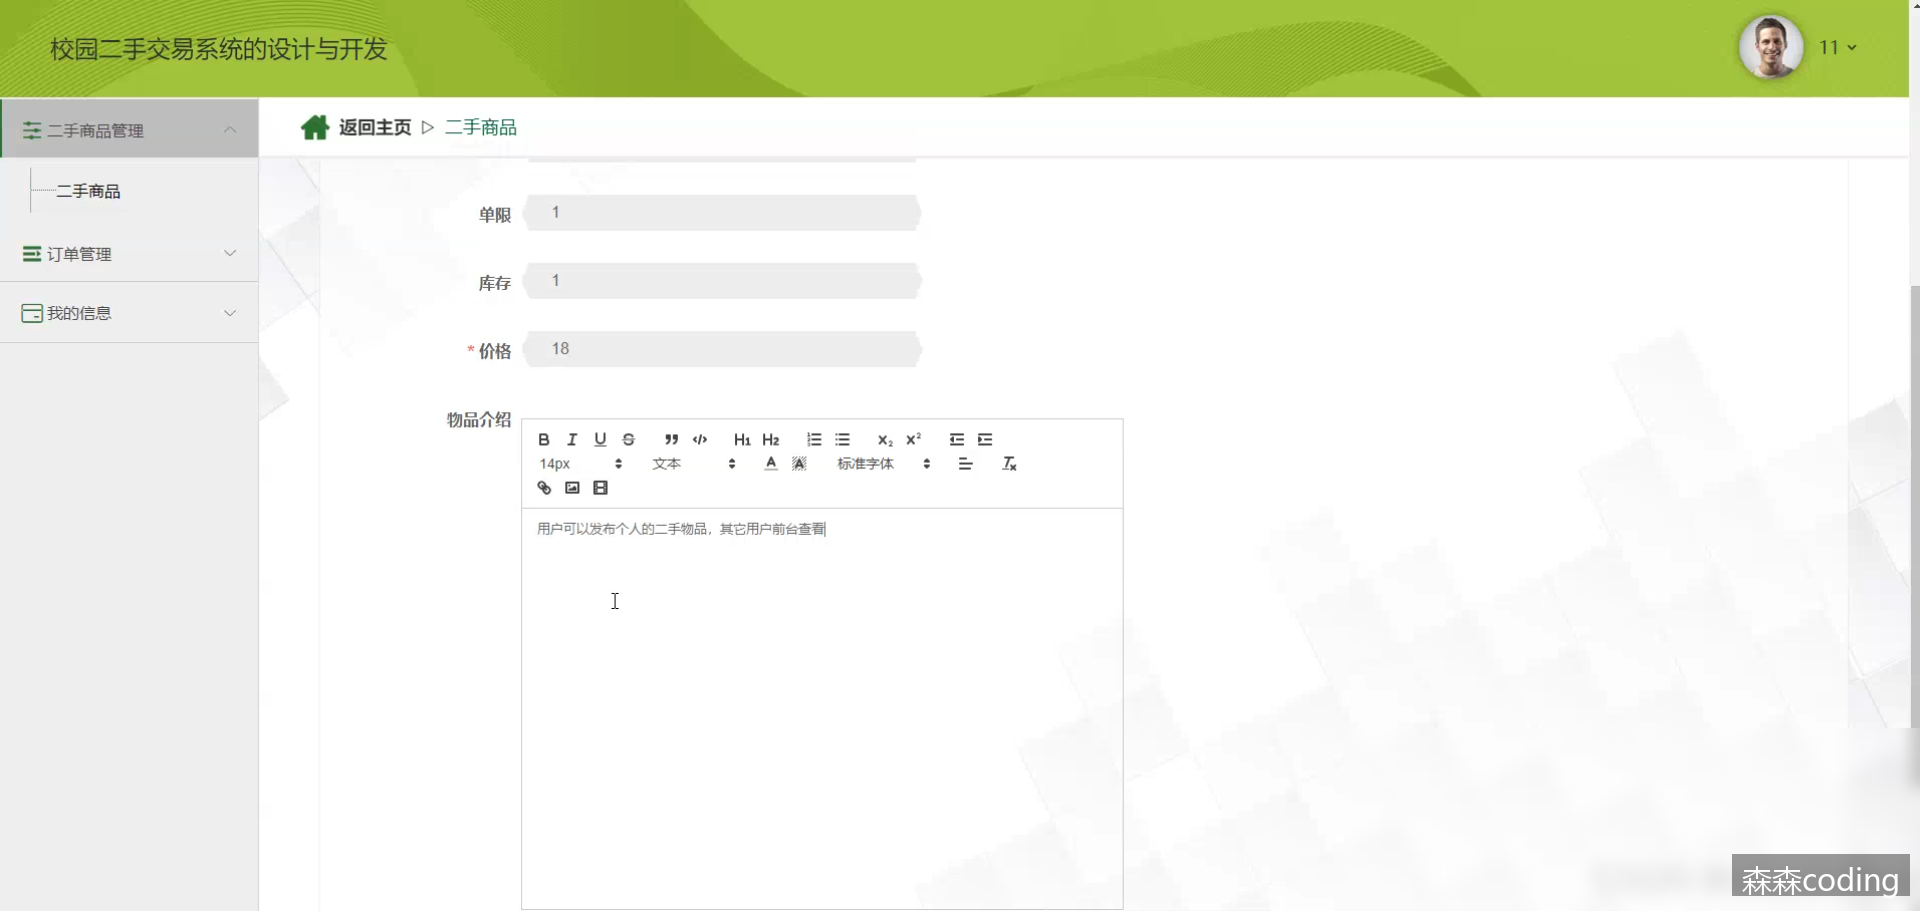 校园二手交易系统的设计与开发
11
二手商品管理
返回主页 ▷ 二手商品
二手商品
订单管理
我的信息
单限 1
库存 1
* 价格 18
物品介绍
B I U S ” </> H1 H2 X2 X²
14px 文本 A A 标准字体 Tx
用户可以发布个人的二手物品，其它用户前台查看
森森coding